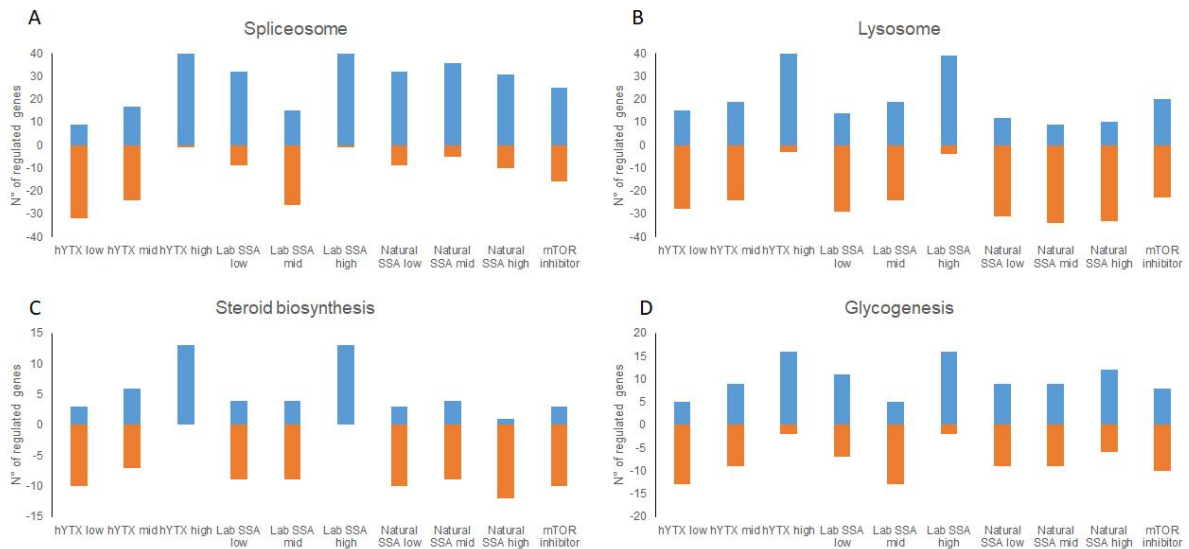 A
Spliceosome
N° of regulated genes
40
30
20
10
0
-10
-20
-30
-40
hYTX low
hYTX mid
hYTX high
Lab SSA
low
Lab SSA
mid
Lab SSA
high
Natural
SSA low
Natural
SSA mid
Natural
SSA high
mTOR
inhibitor
B
Lysosome
N° of regulated genes
40
30
20
10
0
-10
-20
-30
-40
hYTX low
hYTX mid
hYTX high
Lab SSA
low
Lab SSA
mid
Lab SSA
high
Natural
SSA low
Natural
SSA mid
Natural
SSA high
mTOR
inhibitor
C
Steroid biosynthesis
N° of regulated genes
15
10
5
0
-5
-10
-15
hYTX low
hYTX mid
hYTX high
Lab SSA
low
Lab SSA
mid
Lab SSA
high
Natural
SSA low
Natural
SSA mid
Natural
SSA high
mTOR
inhibitor
D
Glycogenesis
N° of regulated genes
20
15
10
5
0
-5
-10
-15
-20
hYTX low
hYTX mid
hYTX high
Lab SSA
low
Lab SSA
mid
Lab SSA
high
Natural
SSA low
Natural
SSA mid
Natural
SSA high
mTOR
inhibitor